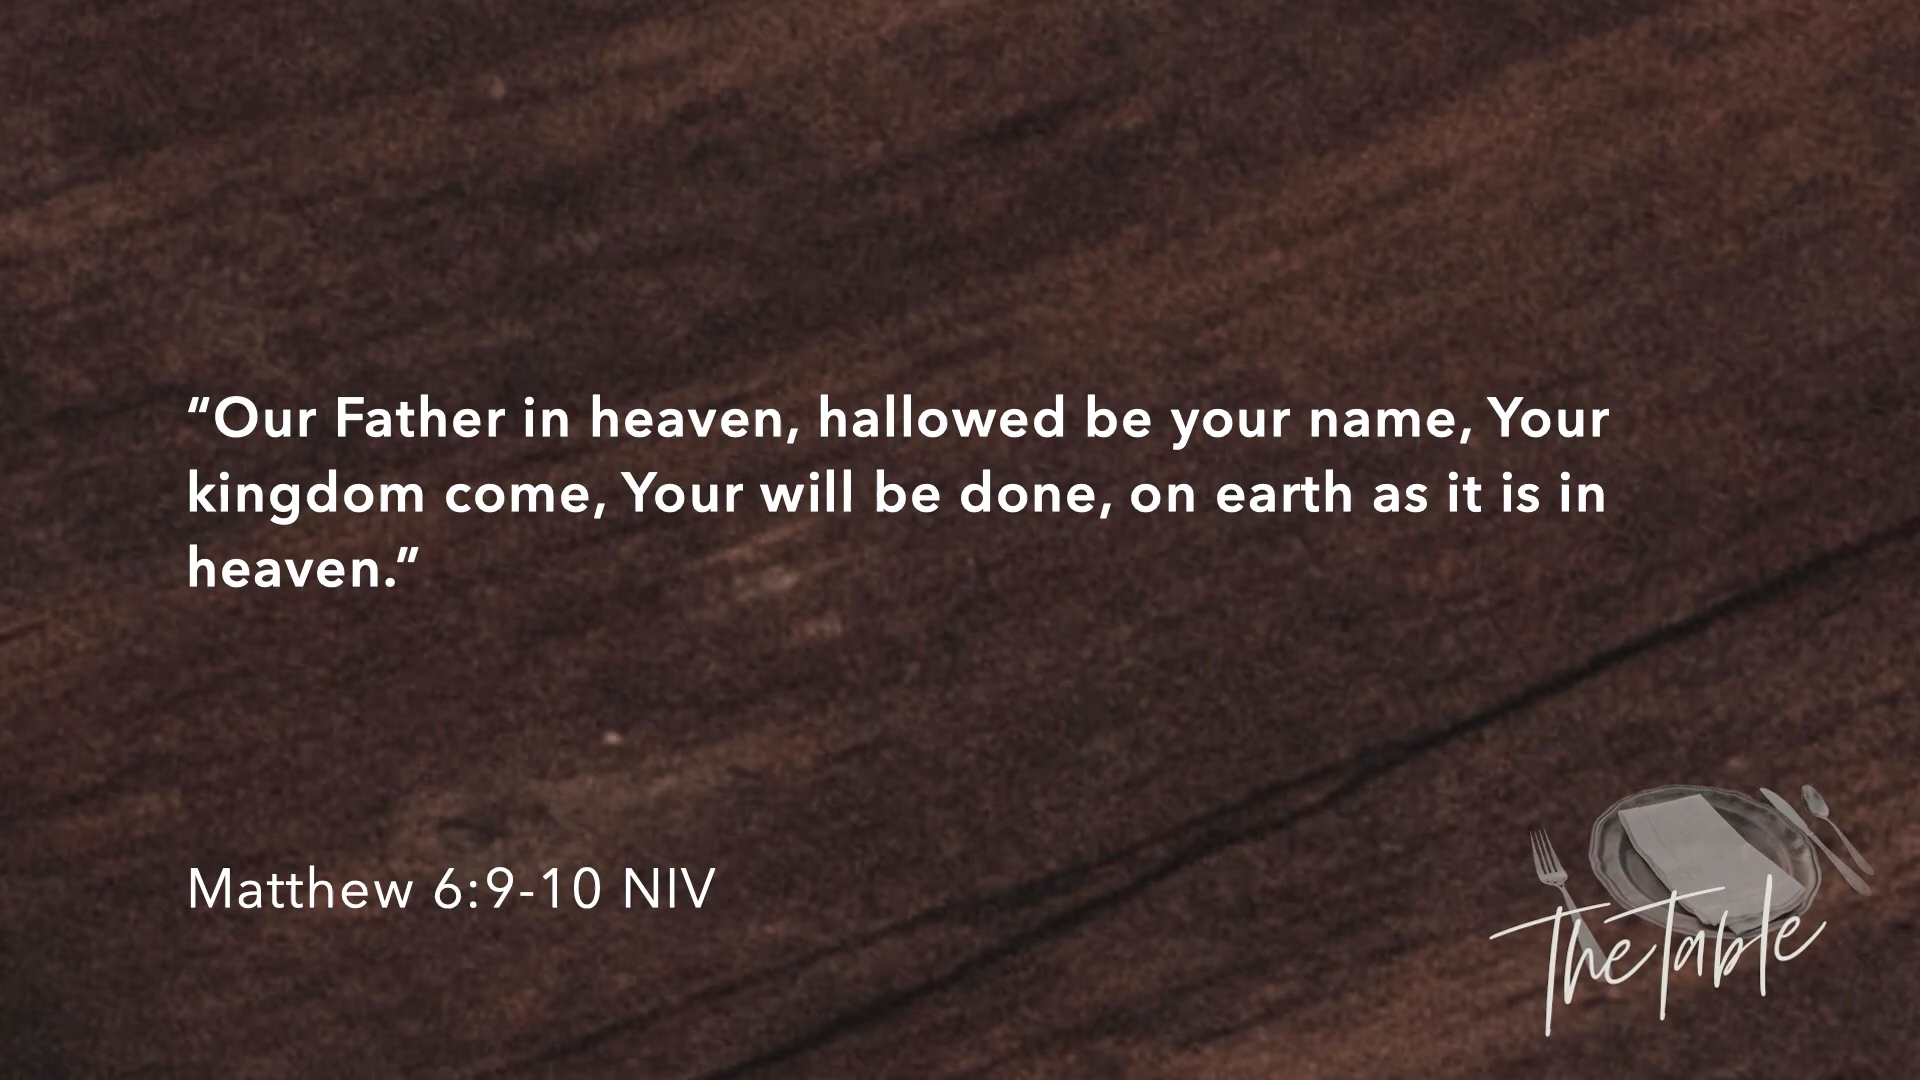 “Our Father in heaven, hallowed be your name, Your
kingdom come, Your will be done, on earth as it is in
heaven.”
Matthew 6:9-10 NIV
The Table